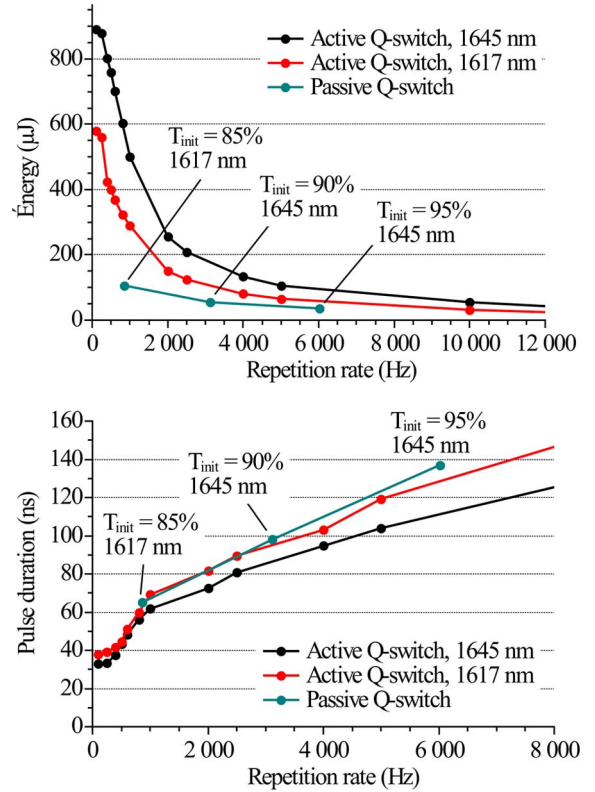 800
600
400
200
0
Énergy (μJ)
Active Q-switch, 1645 nm
Active Q-switch, 1617 nm
Passive Q-switch
T_init = 85%
1617 nm
T_init = 90%
1645 nm
T_init = 95%
1645 nm
0 2 000 4 000 6 000 8 000 10 000 12 000
Repetition rate (Hz)
160
140
120
100
80
60
40
20
0
Pulse duration (ns)
T_init = 95%
1645 nm
T_init = 90%
1645 nm
T_init = 85%
1617 nm
Active Q-switch, 1645 nm
Active Q-switch, 1617 nm
Passive Q-switch
0 2 000 4 000 6 000 8 000
Repetition rate (Hz)